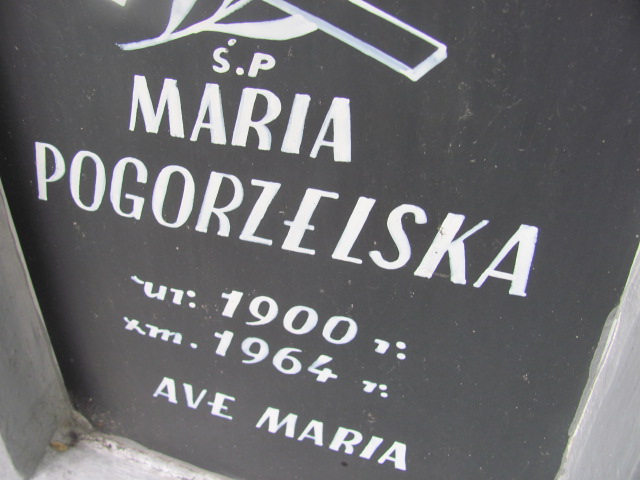 Ś.P
MARIA
POGORZELSKA
ur: 1900 r:
zm. 1964 r:
AVE MARIA